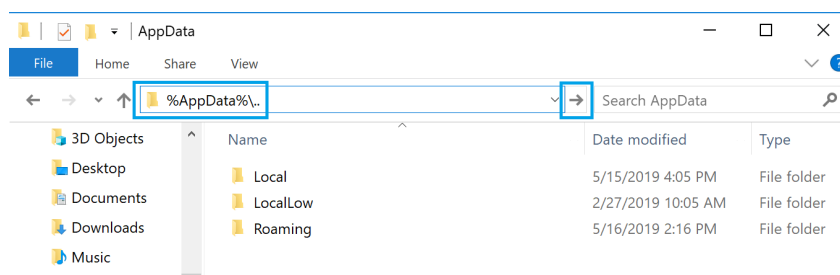 AppData
File Home Share View
%AppData%\.. Search AppData
3D Objects Name Date modified Type
Desktop Local 5/15/2019 4:05 PM File folder
Documents LocalLow 2/27/2019 10:05 AM File folder
Downloads Roaming 5/16/2019 2:16 PM File folder
Music